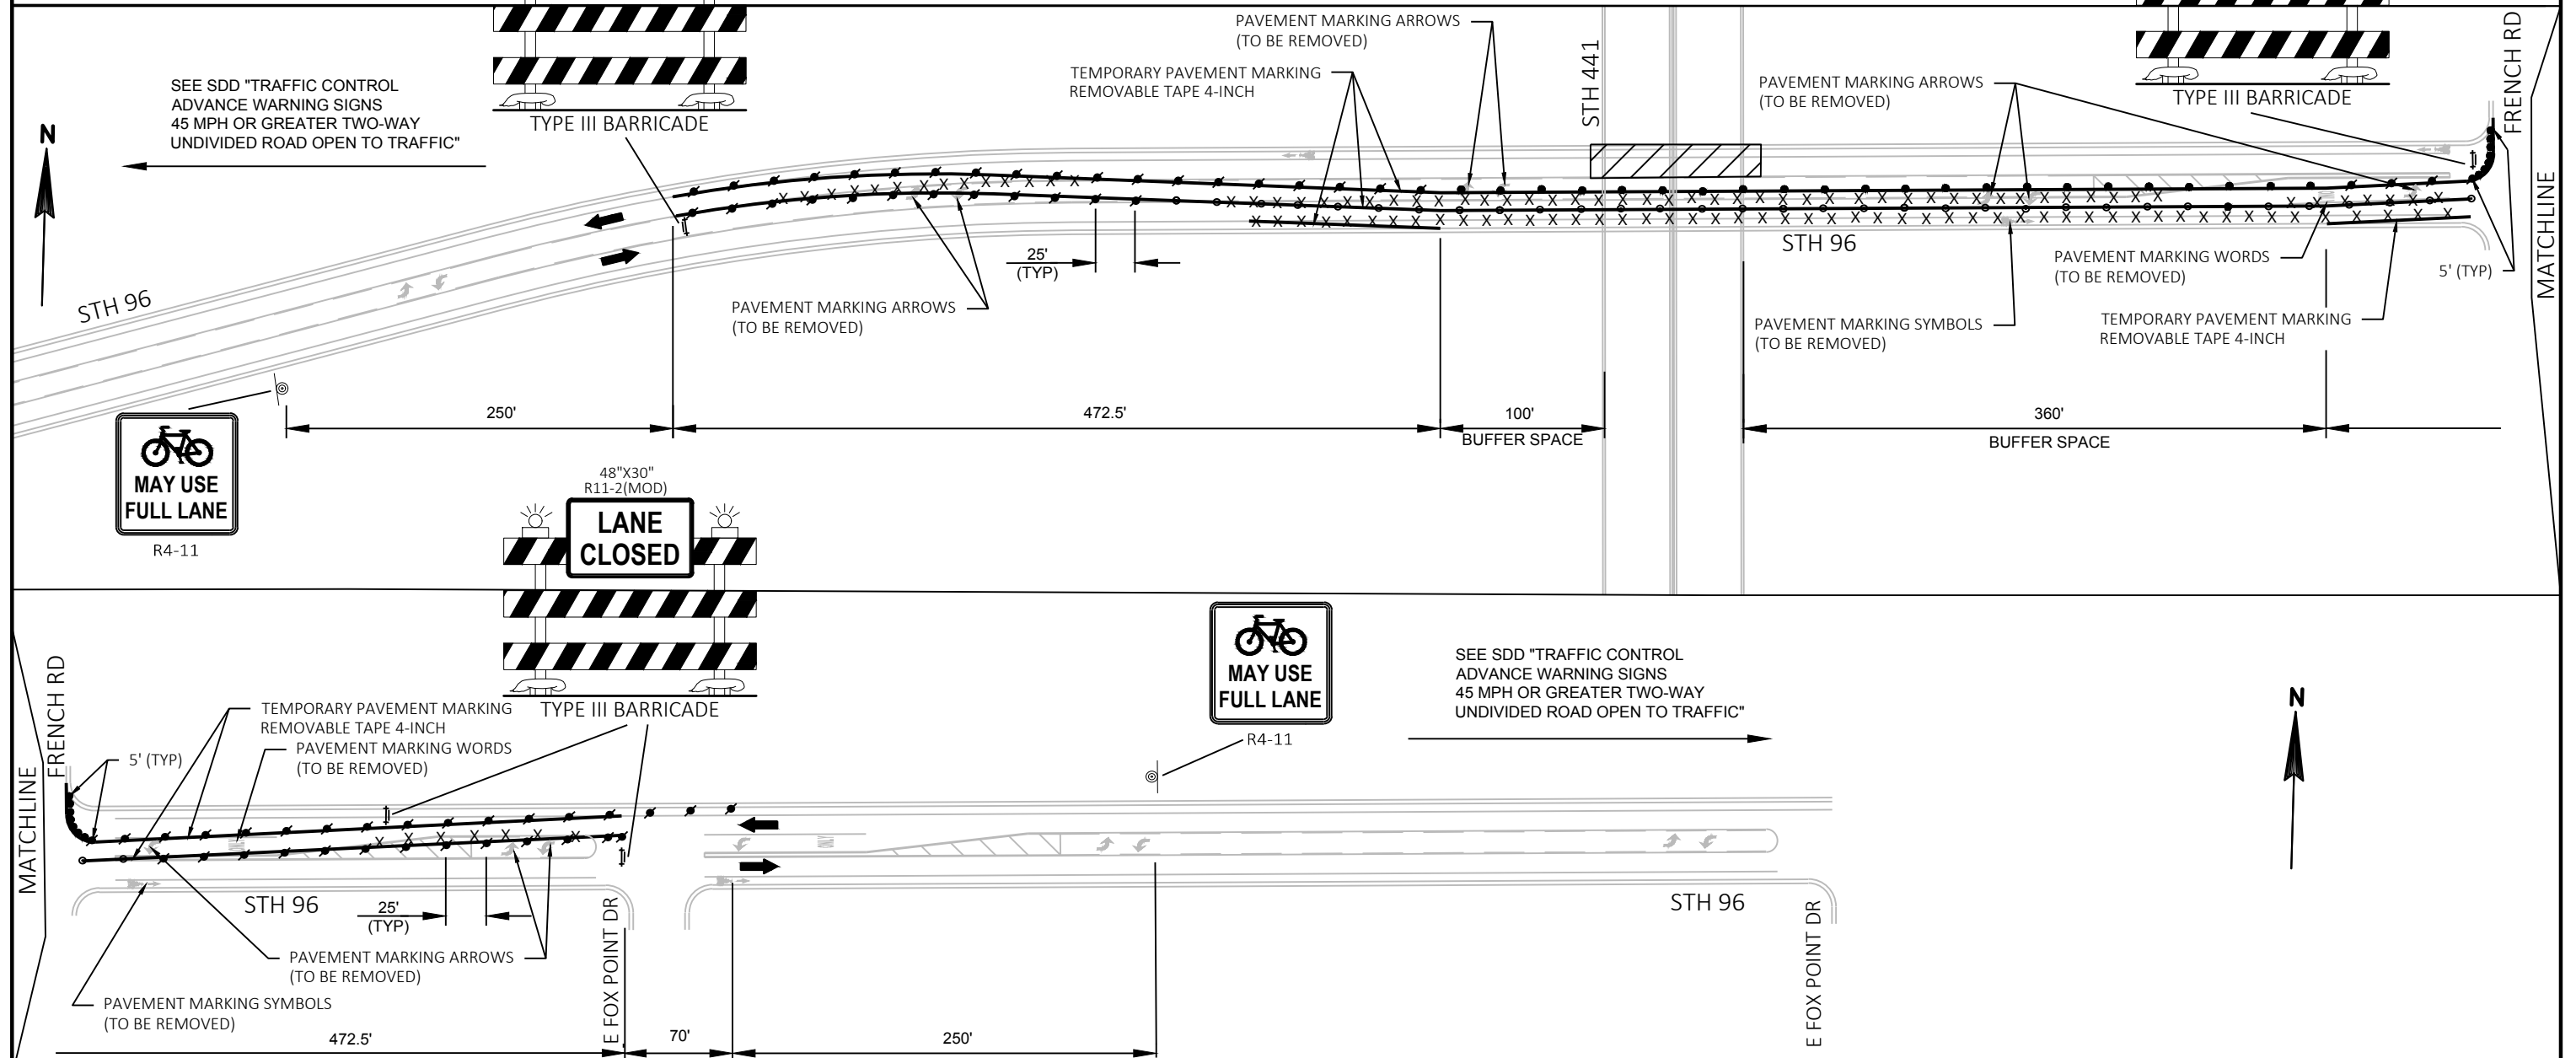 PAVEMENT MARKING ARROWS
(TO BE REMOVED)
STH 441
FRENCH RD
SEE SDD "TRAFFIC CONTROL
ADVANCE WARNING SIGNS
45 MPH OR GREATER TWO-WAY
UNDIVIDED ROAD OPEN TO TRAFFIC"
TEMPORARY PAVEMENT MARKING
REMOVABLE TAPE 4-INCH
PAVEMENT MARKING ARROWS
(TO BE REMOVED)
TYPE III BARRICADE
TYPE III BARRICADE
N
MATCHLINE
STH 96
25'
(TYP)
PAVEMENT MARKING WORDS
(TO BE REMOVED)
5' (TYP)
STH 96
PAVEMENT MARKING ARROWS
(TO BE REMOVED)
PAVEMENT MARKING SYMBOLS
(TO BE REMOVED)
TEMPORARY PAVEMENT MARKING
REMOVABLE TAPE 4-INCH
250'
472.5'
100'
BUFFER SPACE
360'
BUFFER SPACE
MAY USE
FULL LANE
R4-11
48"X30"
R11-2(MOD)
LANE
CLOSED
TYPE III BARRICADE
MAY USE
FULL LANE
R4-11
SEE SDD "TRAFFIC CONTROL
ADVANCE WARNING SIGNS
45 MPH OR GREATER TWO-WAY
UNDIVIDED ROAD OPEN TO TRAFFIC"
N
MATCHLINE
FRENCH RD
TEMPORARY PAVEMENT MARKING
REMOVABLE TAPE 4-INCH
PAVEMENT MARKING WORDS
(TO BE REMOVED)
5' (TYP)
STH 96
25'
(TYP)
STH 96
PAVEMENT MARKING ARROWS
(TO BE REMOVED)
PAVEMENT MARKING SYMBOLS
(TO BE REMOVED)
E FOX POINT DR
E FOX POINT DR
472.5'
70'
250'